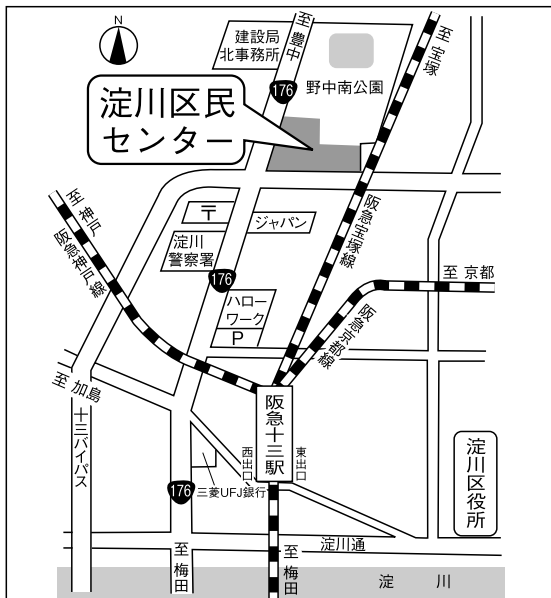 N
建設局
北事務所
至 豊中
至 宝塚
176
野中南公園
淀川区民
センター
至 神戸
阪急神戸線
〒
ジャパン
阪急宝塚線
淀川
警察署
176
至 京都
ハロー
ワーク
P
阪急京都線
至 加島
十三バイパス
阪急十三駅
西出口
東出口
淀川区役所
176
三菱UFJ銀行
淀川通
至 梅田
至 梅田
淀 川